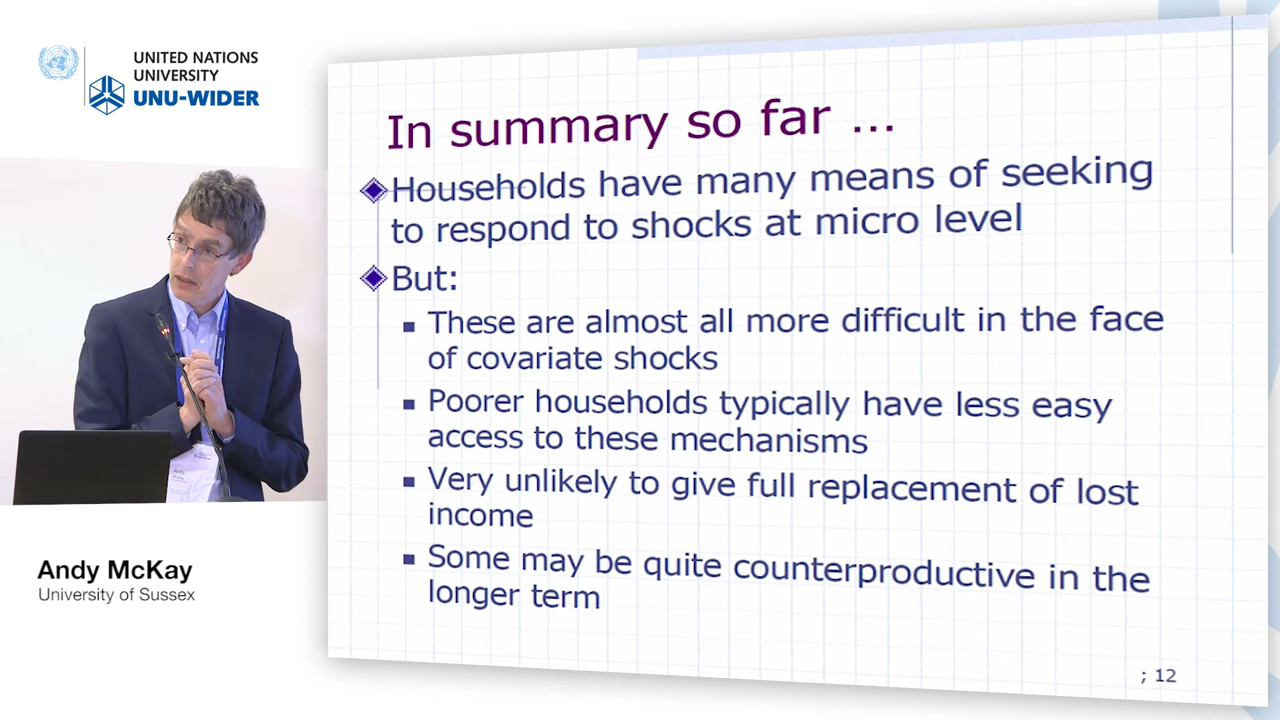 UNITED NATIONS
UNIVERSITY
UNU-WIDER
In summary so far ...
Households have many means of seeking
to respond to shocks at micro level
But:
These are almost all more difficult in the face
of covariate shocks
Poorer households typically have less easy
access to these mechanisms
Very unlikely to give full replacement of lost
income
Some may be quite counterproductive in the
longer term
; 12
Andy
McKay
Andy McKay
University of Sussex